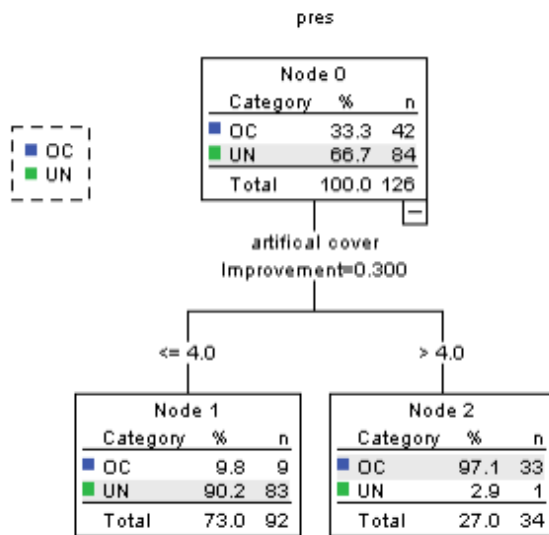 pres
Node 0
Category % n
OC 33.3 42
UN 66.7 84
Total 100.0 126
OC
UN
artifical cover
Improvement=0.300
<= 4.0
> 4.0
Node 1
Category % n
OC 9.8 9
UN 90.2 83
Total 73.0 92
Node 2
Category % n
OC 97.1 33
UN 2.9 1
Total 27.0 34